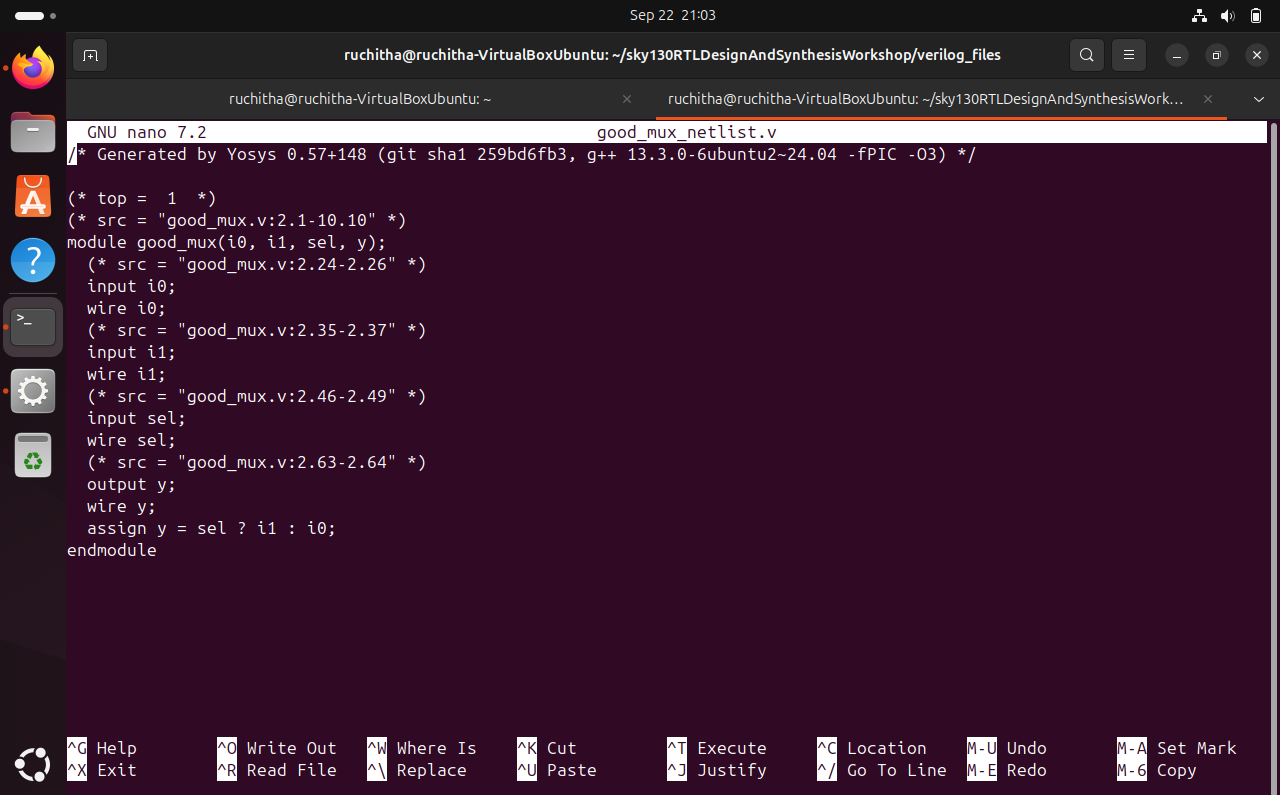 Sep 22 21:03
ruchitha@ruchitha-VirtualBoxUbuntu: ~/sky130RTLDesignAndSynthesisWorkshop/verilog_files
ruchitha@ruchitha-VirtualBoxUbuntu: ~
ruchitha@ruchitha-VirtualBoxUbuntu: ~/sky130RTLDesignAndSynthesisWork...
GNU nano 7.2 good_mux_netlist.v
/* Generated by Yosys 0.57+148 (git sha1 259bd6fb3, g++ 13.3.0-6ubuntu2~24.04 -fPIC -O3) */
(* top =  1  *)
(* src = "good_mux.v:2.1-10.10" *)
module good_mux(i0, i1, sel, y);
  (* src = "good_mux.v:2.24-2.26" *)
  input i0;
  wire i0;
  (* src = "good_mux.v:2.35-2.37" *)
  input i1;
  wire i1;
  (* src = "good_mux.v:2.46-2.49" *)
  input sel;
  wire sel;
  (* src = "good_mux.v:2.63-2.64" *)
  output y;
  wire y;
  assign y = sel ? i1 : i0;
endmodule
^G Help ^O Write Out ^W Where Is ^K Cut ^T Execute ^C Location M-U Undo M-A Set Mark
^X Exit ^R Read File ^\ Replace ^U Paste ^J Justify ^/ Go To Line M-E Redo M-6 Copy